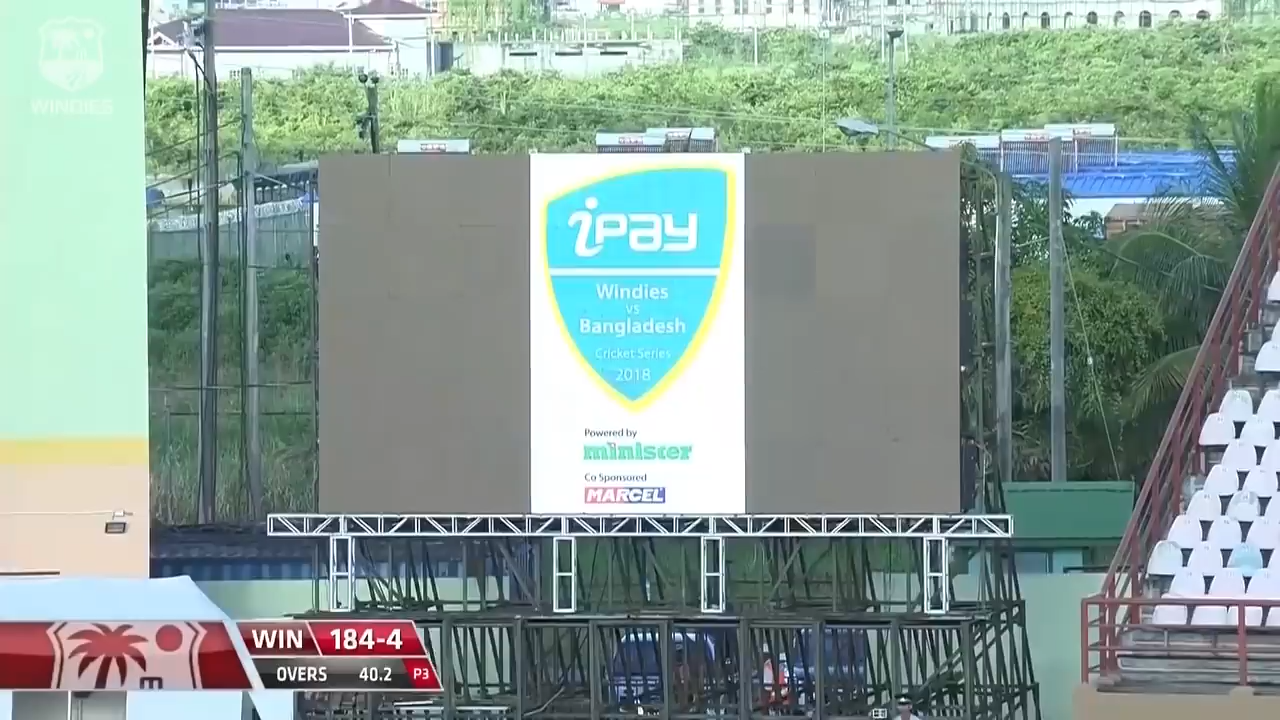 WINDIES
iPay
Windies
vs
Bangladesh
Cricket Series
2018
Powered by
minister
Co Sponsored
MARCEL
WIN 184-4
OVERS 40.2 P3